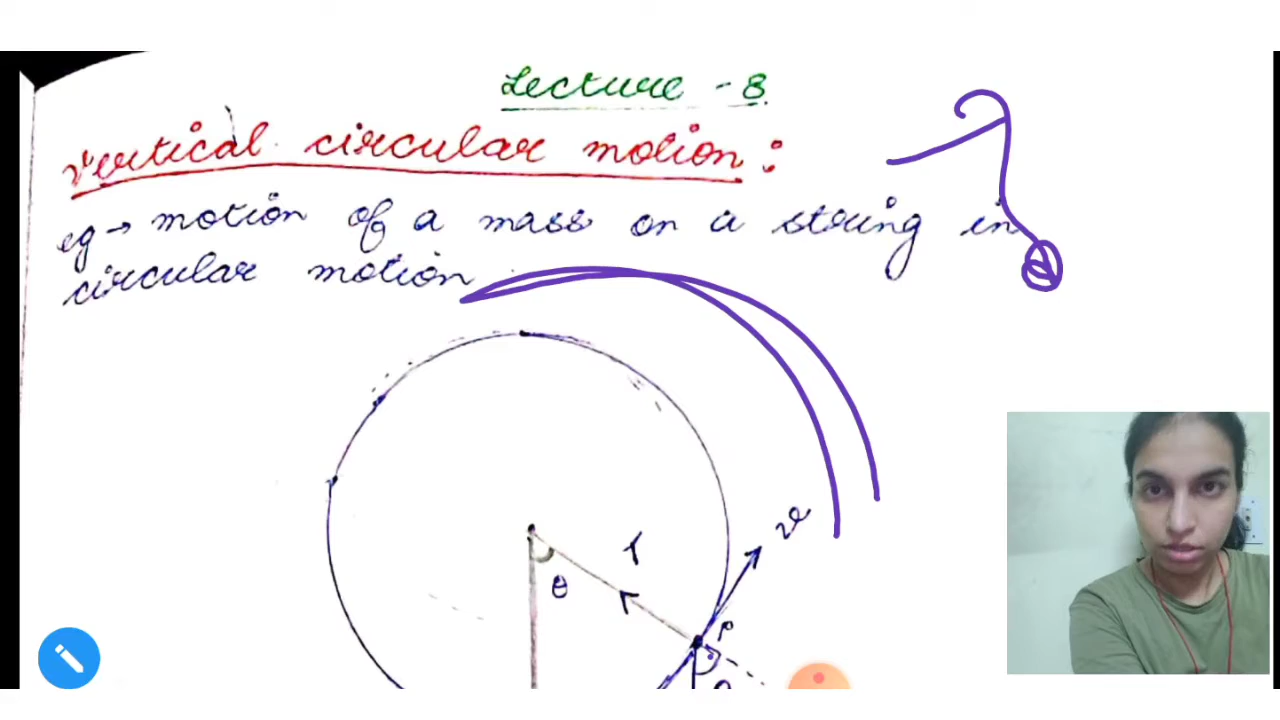 Lecture - 8
vertical circular motion :
eg → motion of a mass on a string in
circular motion
v
r
θ
P